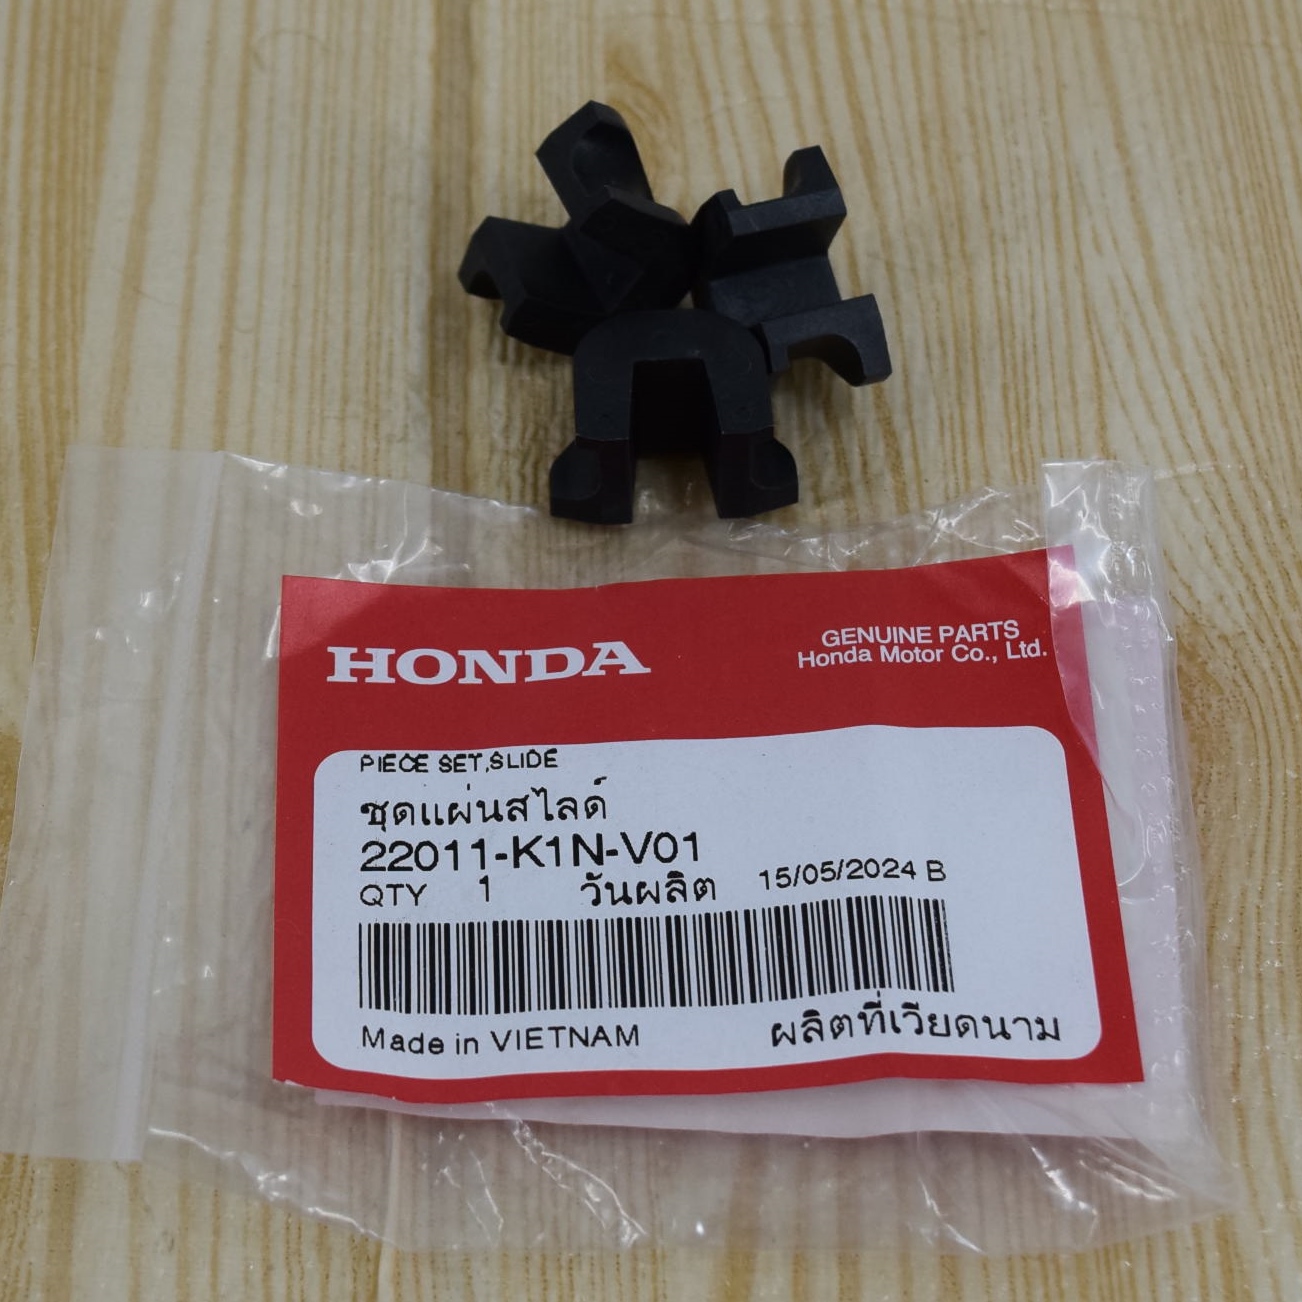 HONDA
GENUINE PARTS
Honda Motor Co., Ltd.
PIECE SET,SLIDE
ชุดแผ่นสไลด์
22011-K1N-V01
QTY 1 วันผลิต 15/05/2024 B
Made in VIETNAM ผลิตที่เวียดนาม